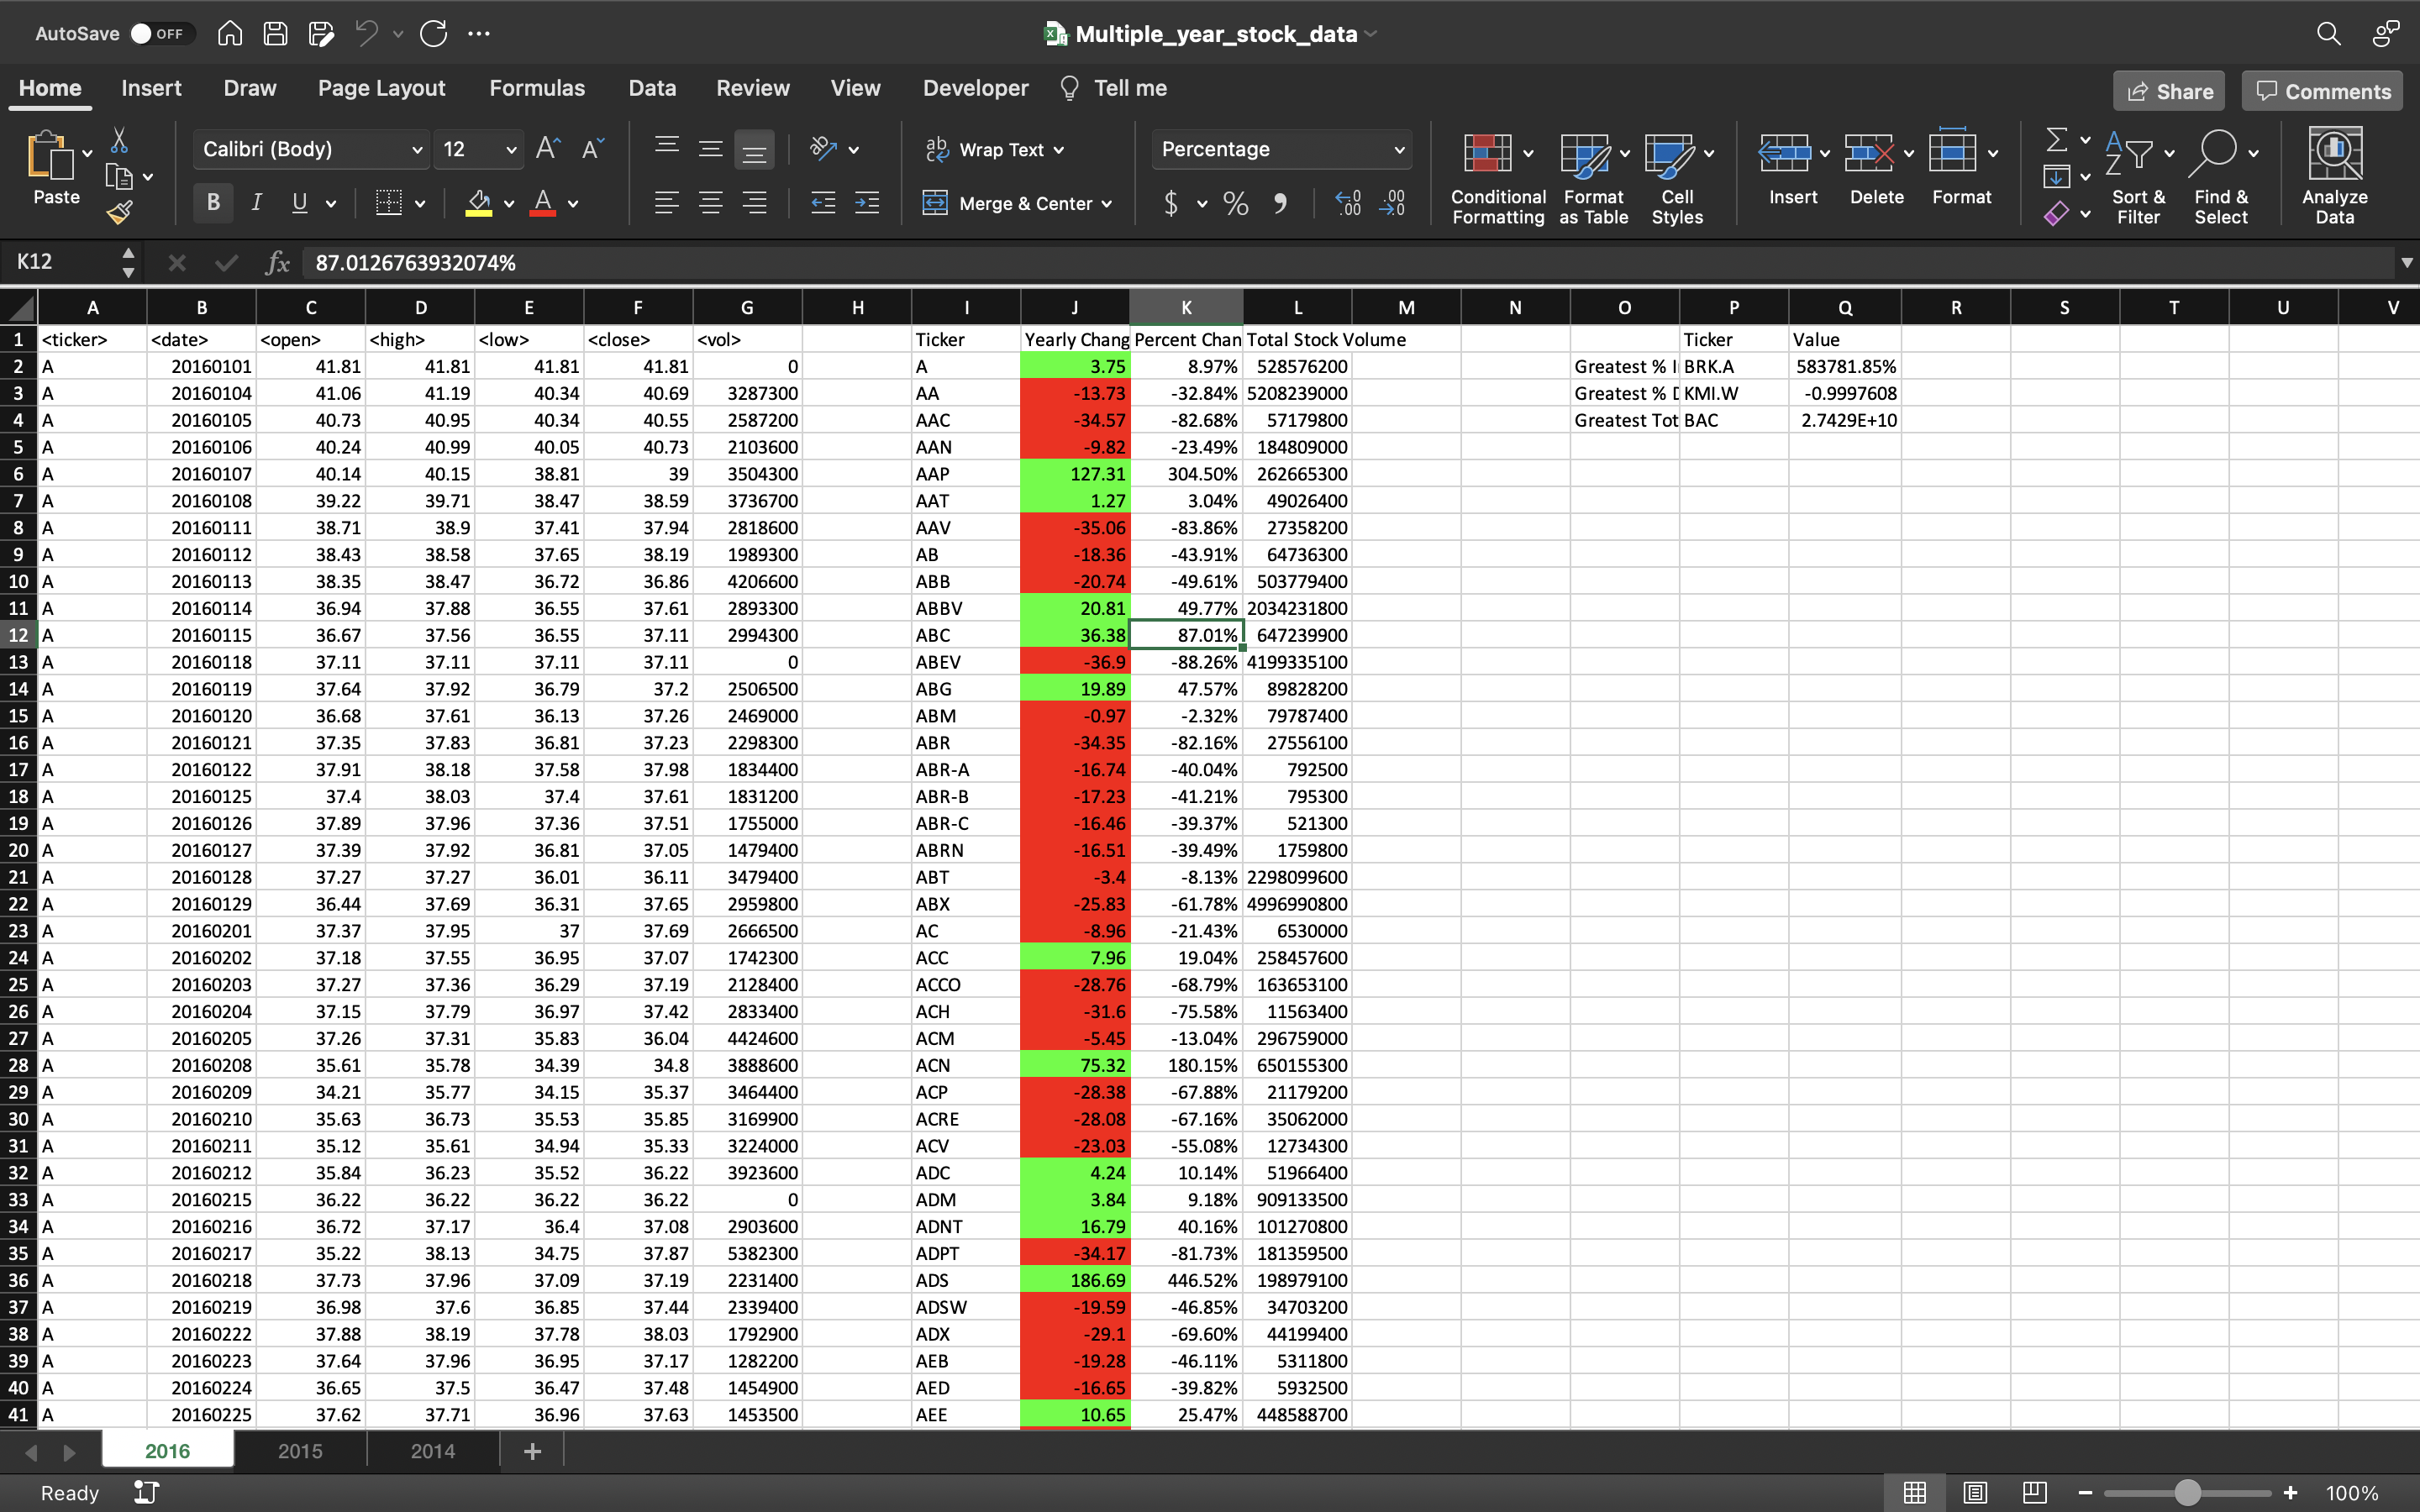 AutoSave OFF Multiple_year_stock_data
Home Insert Draw Page Layout Formulas Data Review View Developer Tell me Share Comments
Paste Calibri (Body) 12 A^ A˅ ab Wrap Text Percentage Conditional Formatting Format as Table Cell Styles Insert Delete Format Sort & Filter Find & Select Analyze Data
B I U A Merge & Center $ % 9 .00 .0
K12 fx 87.0126763932074%
A B C D E F G H I J K L M N O P Q R S T U V
1 <ticker> <date> <open> <high> <low> <close> <vol> Ticker Yearly Chang Percent Chan Total Stock Volume Ticker Value
2 A 20160101 41.81 41.81 41.81 41.81 0 A 3.75 8.97% 528576200 Greatest % I BRK.A 583781.85%
3 A 20160104 41.06 41.19 40.34 40.69 3287300 AA -13.73 -32.84% 5208239000 Greatest % D KMI.W -0.9997608
4 A 20160105 40.73 40.95 40.34 40.55 2587200 AAC -34.57 -82.68% 57179800 Greatest Tot BAC 2.7429E+10
5 A 20160106 40.24 40.99 40.05 40.73 2103600 AAN -9.82 -23.49% 184809000
6 A 20160107 40.14 40.15 38.81 39 3504300 AAP 127.31 304.50% 262665300
7 A 20160108 39.22 39.71 38.47 38.59 3736700 AAT 1.27 3.04% 49026400
8 A 20160111 38.71 38.9 37.41 37.94 2818600 AAV -35.06 -83.86% 27358200
9 A 20160112 38.43 38.58 37.65 38.19 1989300 AB -18.36 -43.91% 64736300
10 A 20160113 38.35 38.47 36.72 36.86 4206600 ABB -20.74 -49.61% 503779400
11 A 20160114 36.94 37.88 36.55 37.61 2893300 ABBV 20.81 49.77% 2034231800
12 A 20160115 36.67 37.56 36.55 37.11 2994300 ABC 36.38 87.01% 647239900
13 A 20160118 37.11 37.11 37.11 37.11 0 ABEV -36.9 -88.26% 4199335100
14 A 20160119 37.64 37.92 36.79 37.2 2506500 ABG 19.89 47.57% 89828200
15 A 20160120 36.68 37.61 36.13 37.26 2469000 ABM -0.97 -2.32% 79787400
16 A 20160121 37.35 37.83 36.81 37.23 2298300 ABR -34.35 -82.16% 27556100
17 A 20160122 37.91 38.18 37.58 37.98 1834400 ABR-A -16.74 -40.04% 792500
18 A 20160125 37.4 38.03 37.4 37.61 1831200 ABR-B -17.23 -41.21% 795300
19 A 20160126 37.89 37.96 37.36 37.51 1755000 ABR-C -16.46 -39.37% 521300
20 A 20160127 37.39 37.92 36.81 37.05 1479400 ABRN -16.51 -39.49% 1759800
21 A 20160128 37.27 37.27 36.01 36.11 3479400 ABT -3.4 -8.13% 2298099600
22 A 20160129 36.44 37.69 36.31 37.65 2959800 ABX -25.83 -61.78% 4996990800
23 A 20160201 37.37 37.95 37 37.69 2666500 AC -8.96 -21.43% 6530000
24 A 20160202 37.18 37.55 36.95 37.07 1742300 ACC 7.96 19.04% 258457600
25 A 20160203 37.27 37.36 36.29 37.19 2128400 ACCO -28.76 -68.79% 163653100
26 A 20160204 37.15 37.79 36.97 37.42 2833400 ACH -31.6 -75.58% 11563400
27 A 20160205 37.26 37.31 35.83 36.04 4424600 ACM -5.45 -13.04% 296759000
28 A 20160208 35.61 35.78 34.39 34.8 3888600 ACN 75.32 180.15% 650155300
29 A 20160209 34.21 35.77 34.15 35.37 3464400 ACP -28.38 -67.88% 21179200
30 A 20160210 35.63 36.73 35.53 35.85 3169900 ACRE -28.08 -67.16% 35062000
31 A 20160211 35.12 35.61 34.94 35.33 3224000 ACV -23.03 -55.08% 12734300
32 A 20160212 35.84 36.23 35.52 36.22 3923600 ADC 4.24 10.14% 51966400
33 A 20160215 36.22 36.22 36.22 36.22 0 ADM 3.84 9.18% 909133500
34 A 20160216 36.72 37.17 36.4 37.08 2903600 ADNT 16.79 40.16% 101270800
35 A 20160217 35.22 38.13 34.75 37.87 5382300 ADPT -34.17 -81.73% 181359500
36 A 20160218 37.73 37.96 37.09 37.19 2231400 ADS 186.69 446.52% 198979100
37 A 20160219 36.98 37.6 36.85 37.44 2339400 ADSW -19.59 -46.85% 34703200
38 A 20160222 37.88 38.19 37.78 38.03 1792900 ADX -29.1 -69.60% 44199400
39 A 20160223 37.64 37.96 36.95 37.17 1282200 AEB -19.28 -46.11% 5311800
40 A 20160224 36.65 37.5 36.47 37.48 1454900 AED -16.65 -39.82% 5932500
41 A 20160225 37.62 37.71 36.96 37.63 1453500 AEE 10.65 25.47% 448588700
2016 2015 2014 +
Ready 100%